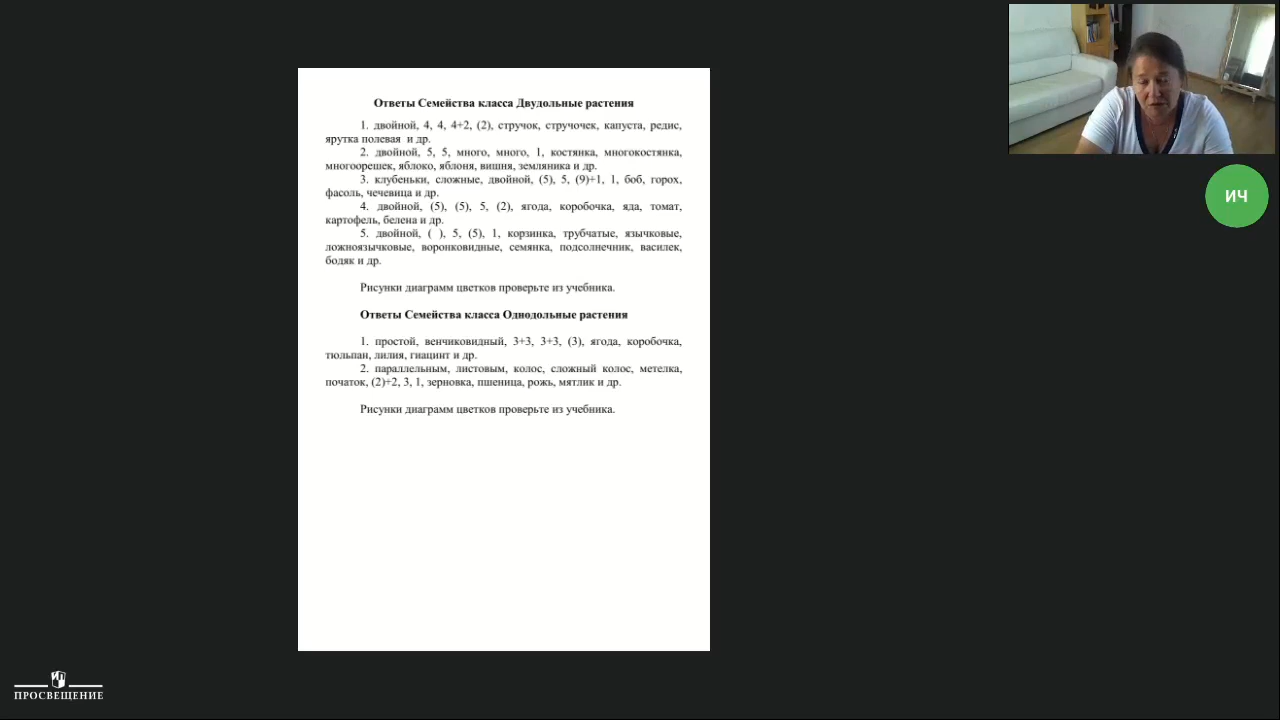 Ответы Семейства класса Двудольные растения
1. двойной, 4, 4, 4+2, (2), стручок, стручочек, капуста, редис,
ярутка полевая и др.
2. двойной, 5, 5, много, много, 1, костянка, многокостянка,
многоорешек, яблоко, яблоня, вишня, земляника и др.
3. клубеньки, сложные, двойной, (5), 5, (9)+1, 1, боб, горох,
фасоль, чечевица и др.
4. двойной, (5), (5), 5, (2), ягода, коробочка, яда, томат,
картофель, белена и др.
5. двойной, ( ), 5, (5), 1, корзинка, трубчатые, язычковые,
ложноязычковые, воронковидные, семянка, подсолнечник, василек,
бодяк и др.
Рисунки диаграмм цветков проверьте из учебника.
Ответы Семейства класса Однодольные растения
1. простой, венчиковидный, 3+3, 3+3, (3), ягода, коробочка,
тюльпан, лилия, гиацинт и др.
2. параллельным, листовым, колос, сложный колос, метелка,
початок, (2)+2, 3, 1, зерновка, пшеница, рожь, мятлик и др.
Рисунки диаграмм цветков проверьте из учебника.
ИЧ
ПРОСВЕЩЕНИЕ